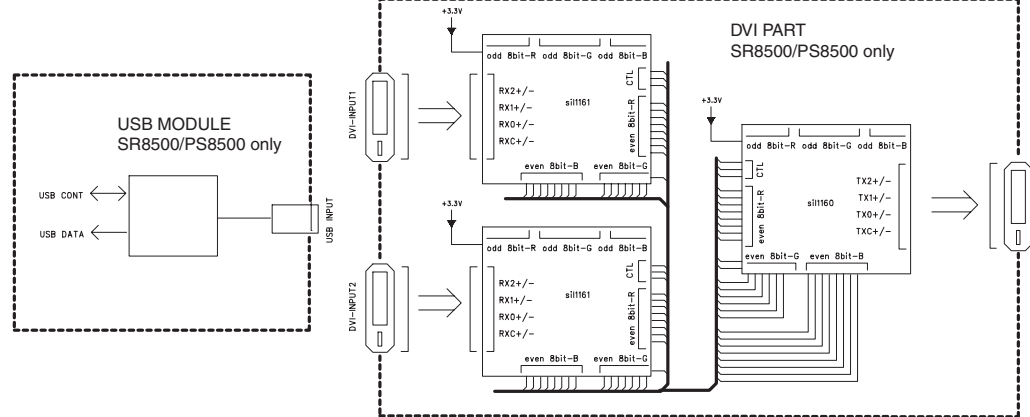 USB MODULE
SR8500/PS8500 only
USB CONT
USB DATA
USB INPUT
DVI PART
SR8500/PS8500 only
DVI-INPUT1
+3.3V
odd 8bit-R odd 8bit-G odd 8bit-B
RX2+/-
RX1+/-
RX0+/-
RXC+/-
sil1161
CTL
even 8bit-R
even 8bit-B even 8bit-G
DVI-INPUT2
+3.3V
odd 8bit-R odd 8bit-G odd 8bit-B
RX2+/-
RX1+/-
RX0+/-
RXC+/-
sil1161
CTL
even 8bit-R
even 8bit-B even 8bit-G
+3.3V
odd 8bit-R odd 8bit-G odd 8bit-B
CTL
even 8bit-R
sil1160
TX2+/-
TX1+/-
TX0+/-
TXC+/-
even 8bit-G even 8bit-B